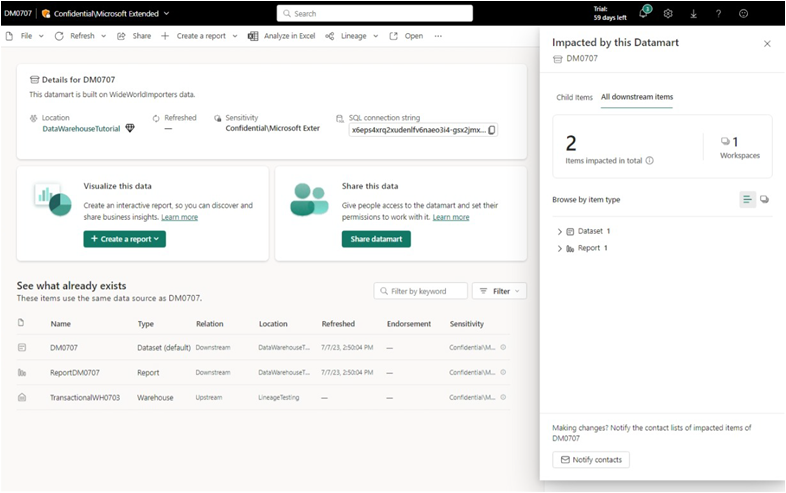 DM0707 Confidential\Microsoft Extended
Search
Trial:
59 days left
3
File Refresh Share Create a report Analyze in Excel Lineage Open ...
Details for DM0707
This datamart is built on WideWorldImporters data.
Location
DataWarehouseTutorial
Refreshed
—
Sensitivity
Confidential\Microsoft Exter
SQL connection string
x6eps4xrq2xudenlfv6naeo3i4-gsx2jmx...
Visualize this data
Create an interactive report, so you can discover and
share business insights. Learn more
+ Create a report
Share this data
Give people access to the datamart and set their
permissions to work with it. Learn more
Share datamart
See what already exists
These items use the same data source as DM0707.
Filter by keyword
Filter
Name Type Relation Location Refreshed Endorsement Sensitivity
DM0707 Dataset (default) Downstream DataWarehouseT... 7/7/23, 2:50:04 PM — Confidential\M...
ReportDM0707 Report Downstream DataWarehouseT... 7/7/23, 2:50:04 PM — Confidential\M...
TransactionalWH0703 Warehouse Upstream LineageTesting — — Confidential\M...
Impacted by this Datamart
DM0707
Child Items All downstream items
2
Items impacted in total
1
Workspaces
Browse by item type
Dataset 1
Report 1
Making changes? Notify the contact lists of impacted items of
DM0707
Notify contacts